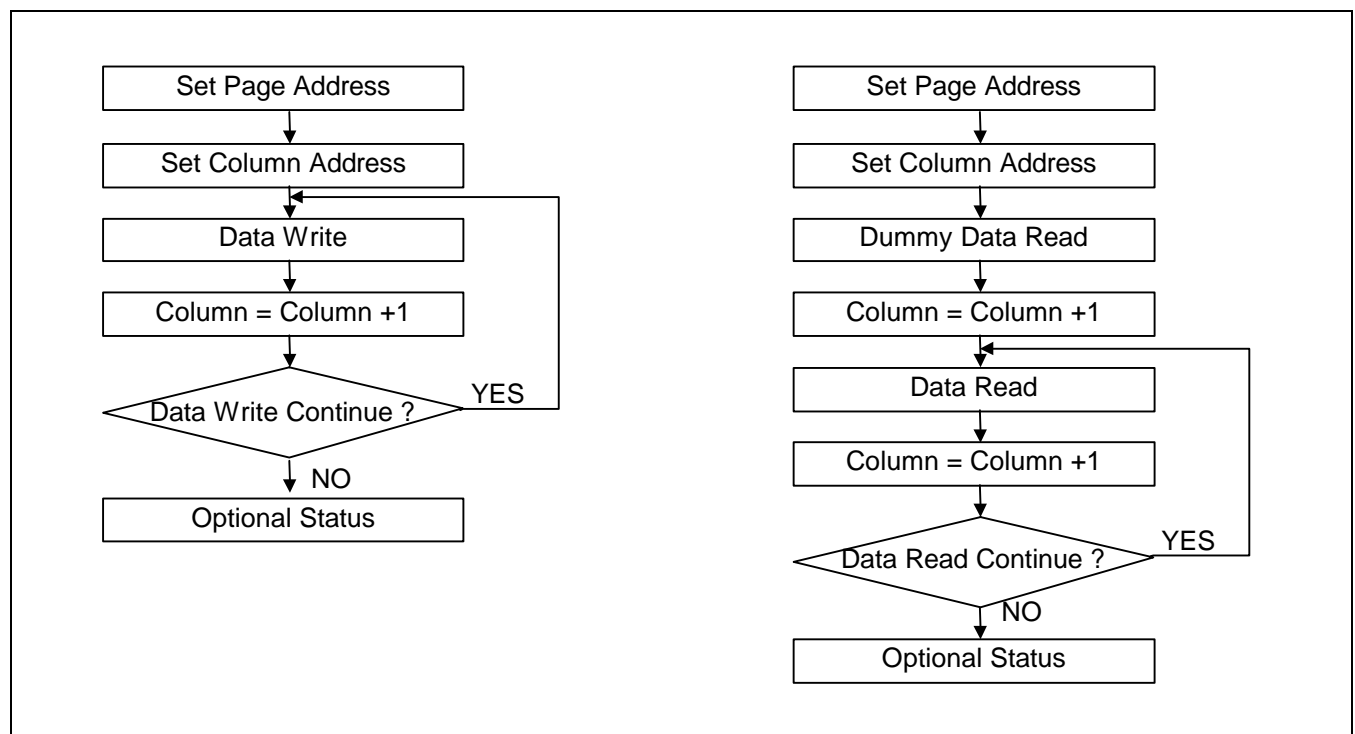 Set Page Address
Set Column Address
Data Write
Column = Column +1
Data Write Continue ?
YES
NO
Optional Status
Set Page Address
Set Column Address
Dummy Data Read
Column = Column +1
Data Read
Column = Column +1
Data Read Continue ?
YES
NO
Optional Status